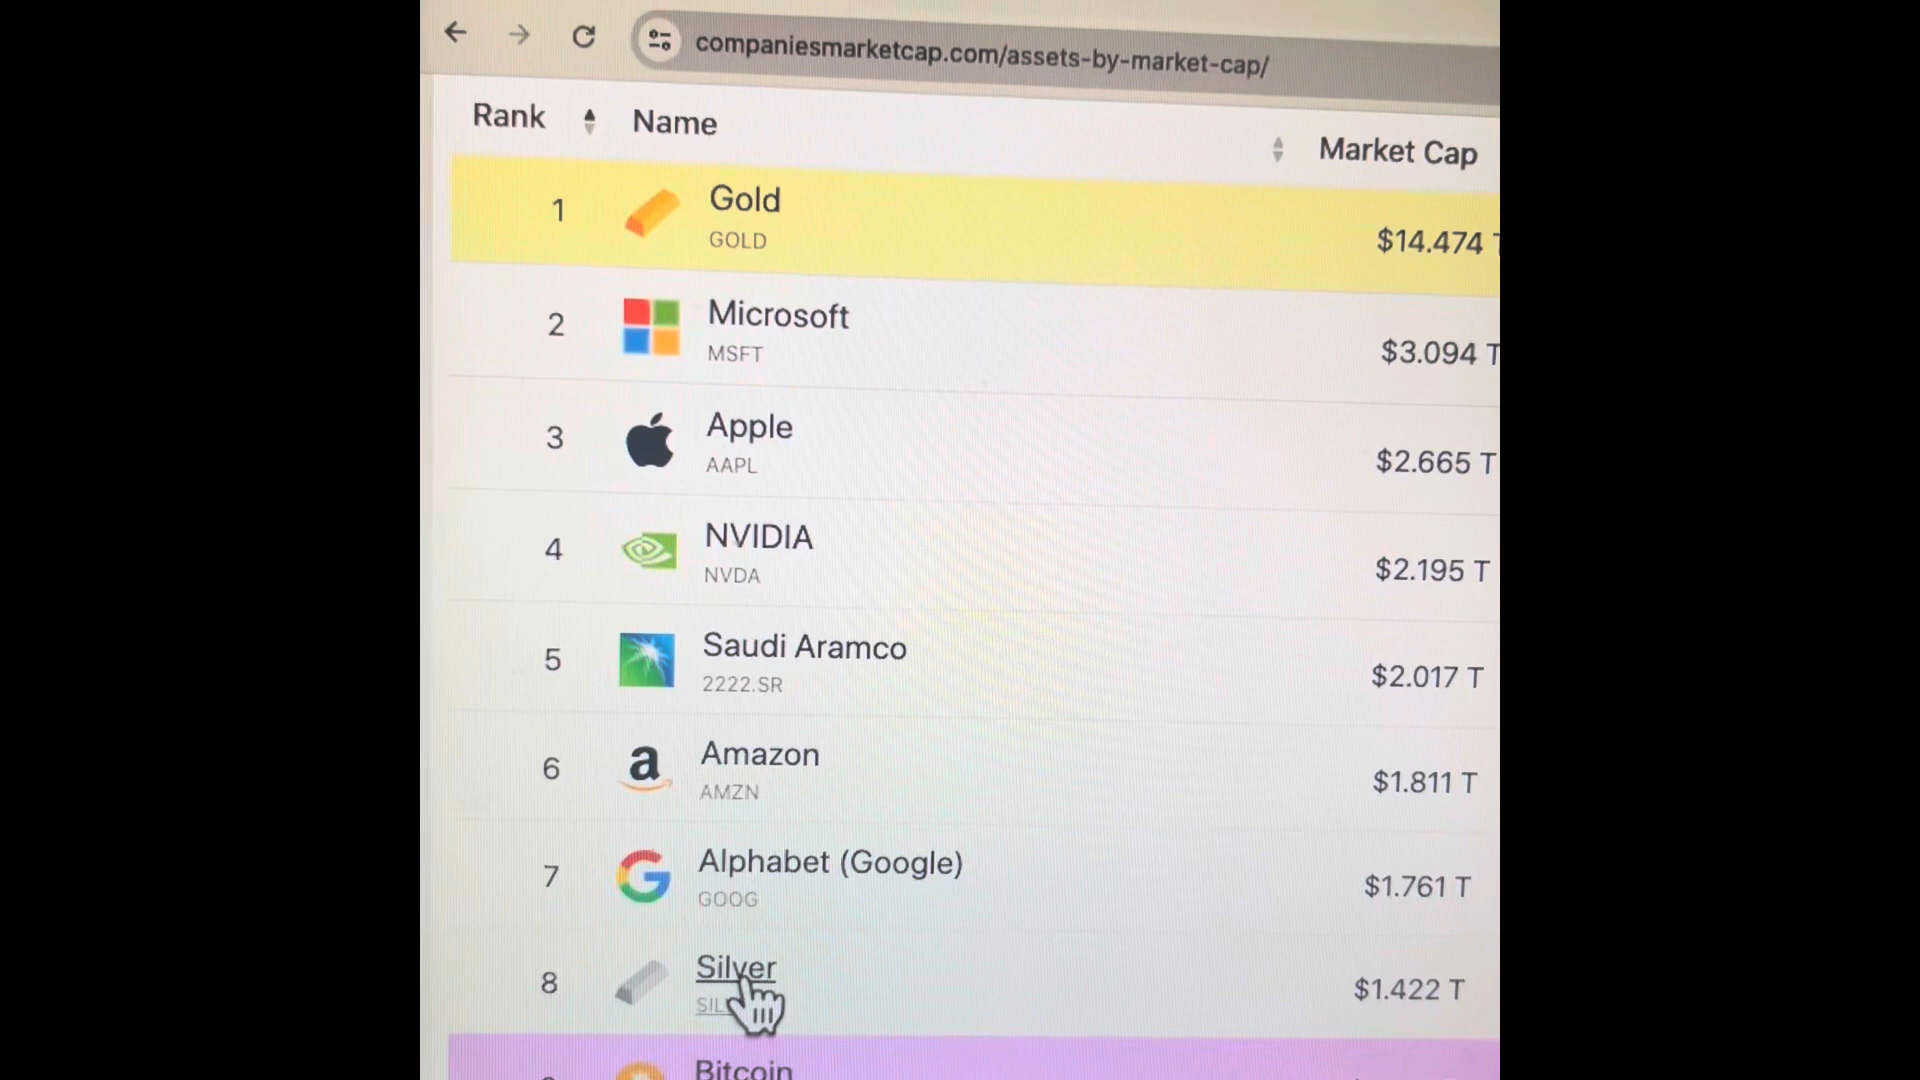 companiesmarketcap.com/assets-by-market-cap/
Rank Name Market Cap
1 Gold $14.474
GOLD
2 Microsoft $3.094 T
MSFT
3 Apple $2.665 T
AAPL
4 NVIDIA $2.195 T
NVDA
5 Saudi Aramco $2.017 T
2222.SR
6 Amazon $1.811 T
AMZN
7 Alphabet (Google) $1.761 T
GOOG
8 Silver $1.422 T
Bitcoin